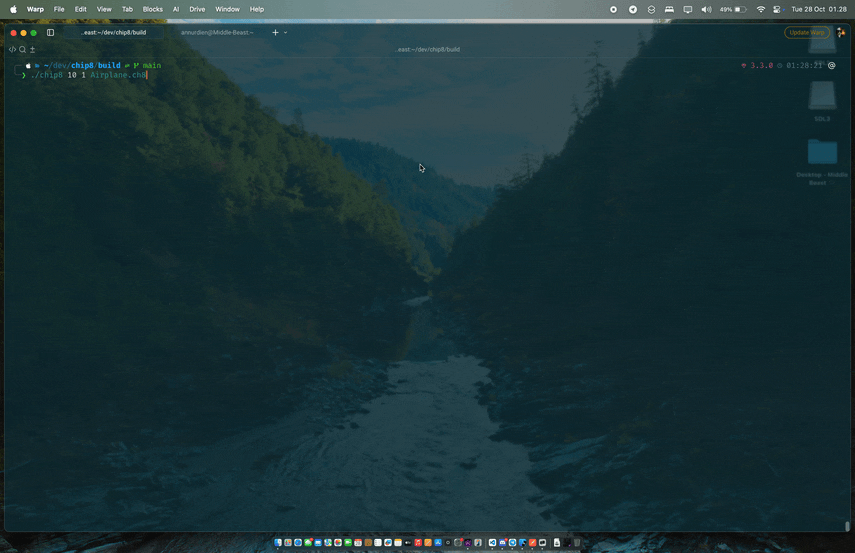 Warp File Edit View Tab Blocks AI Drive Window Help 49% Tue 28 Oct 01.28
..east:~/dev/chip8/build annurdien@Middle-Beast:~ Update Warp
..east:~/dev/chip8/build
~/dev/chip8/build main 3.3.0 01:28:21
./chip8 10 1 Airplane.ch8
SDL3
Desktop - Middle
Beast